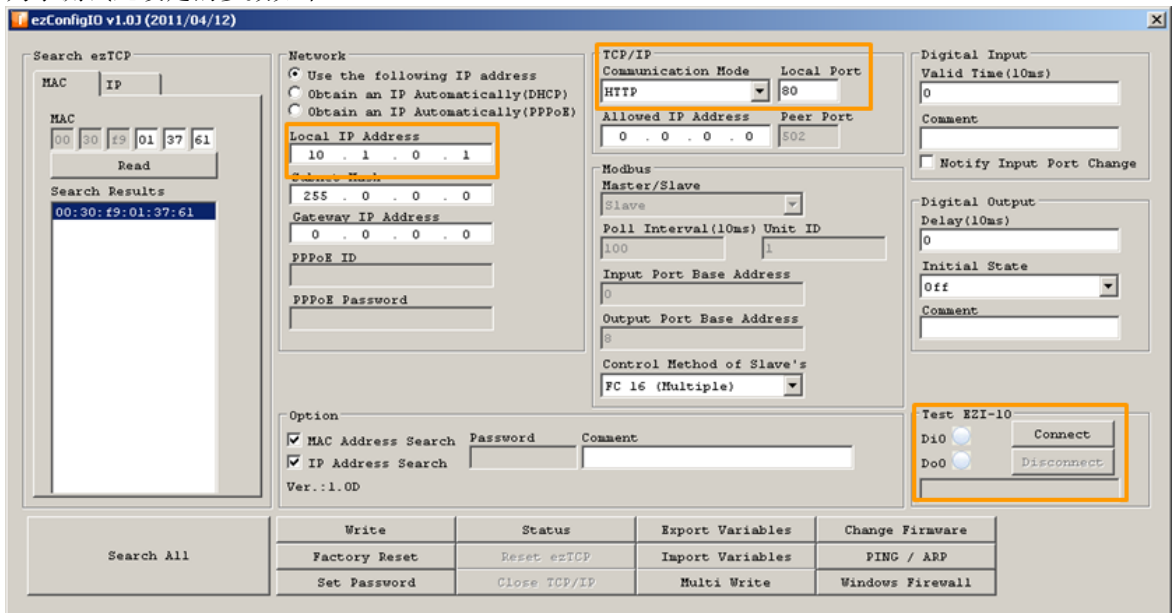 ezConfigIO v1.0J (2011/04/12)
Search ezTCP
MAC
IP
MAC
00 30 f9 01 37 61
Read
Search Results
00:30:f9:01:37:61
Search All
Network
Use the following IP address
Obtain an IP Automatically(DHCP)
Obtain an IP Automatically(PPPoE)
Local IP Address
10 . 1 . 0 . 1
Subnet Mask
255 . 0 . 0 . 0
Gateway IP Address
0 . 0 . 0 . 0
PPPoE ID
PPPoE Password
TCP/IP
Communication Mode Local Port
HTTP 80
Allowed IP Address Peer Port
0 . 0 . 0 . 0 502
Modbus
Master/Slave
Slave
Poll Interval(10ms) Unit ID
100 1
Input Port Base Address
0
Output Port Base Address
8
Control Method of Slave's
FC 16 (Multiple)
Digital Input
Valid Time(10ms)
0
Comment
Notify Input Port Change
Digital Output
Delay(10ms)
0
Initial State
Off
Comment
Option
MAC Address Search Password Comment
IP Address Search
Ver.:1.0D
Test EZI-10
Di0 Connect
Do0 Disconnect
Write Status Export Variables Change Firmware
Factory Reset Reset ezTCP Import Variables PING / ARP
Set Password Close TCP/IP Multi Write Windows Firewall